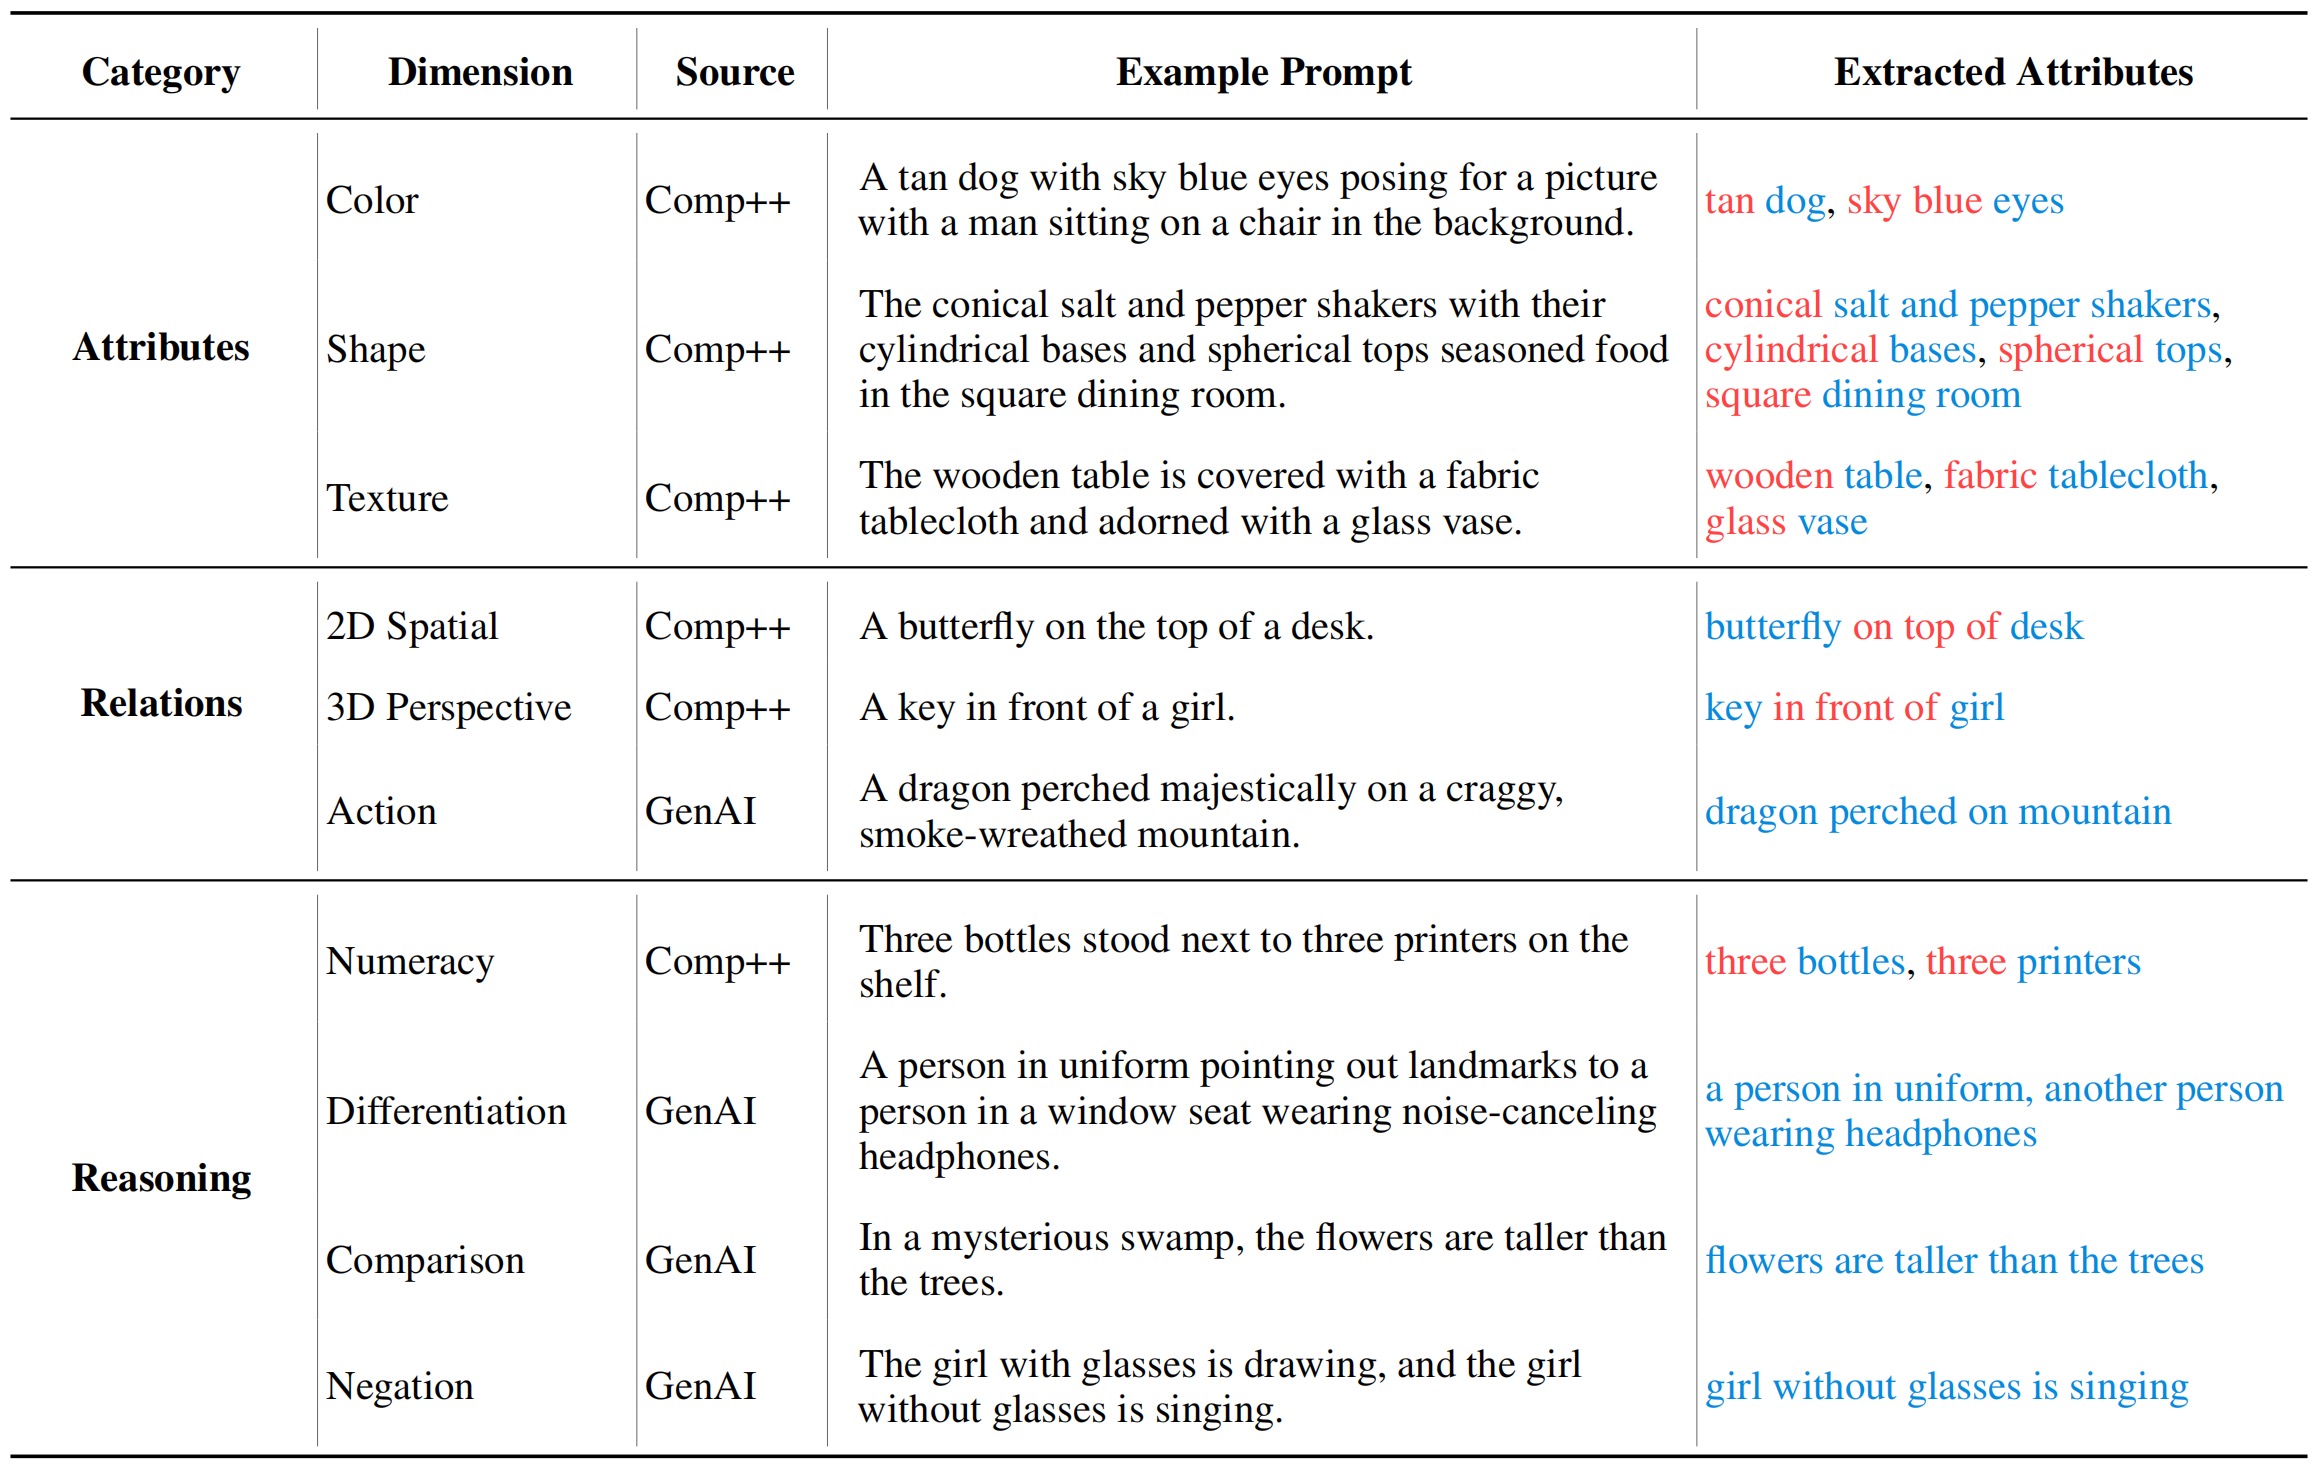 Category Dimension Source Example Prompt Extracted Attributes
Attributes
Color Comp++
A tan dog with sky blue eyes posing for a picture
with a man sitting on a chair in the background.
tan dog, sky blue eyes
Shape Comp++
The conical salt and pepper shakers with their
cylindrical bases and spherical tops seasoned food
in the square dining room.
conical salt and pepper shakers,
cylindrical bases, spherical tops,
square dining room
Texture Comp++
The wooden table is covered with a fabric
tablecloth and adorned with a glass vase.
wooden table, fabric tablecloth,
glass vase
Relations
2D Spatial Comp++ A butterfly on the top of a desk. butterfly on top of desk
3D Perspective Comp++ A key in front of a girl. key in front of girl
Action GenAI
A dragon perched majestically on a craggy,
smoke-wreathed mountain.
dragon perched on mountain
Reasoning
Numeracy Comp++
Three bottles stood next to three printers on the
shelf.
three bottles, three printers
Differentiation GenAI
A person in uniform pointing out landmarks to a
person in a window seat wearing noise-canceling
headphones.
a person in uniform, another person
wearing headphones
Comparison GenAI
In a mysterious swamp, the flowers are taller than
the trees.
flowers are taller than the trees
Negation GenAI
The girl with glasses is drawing, and the girl
without glasses is singing.
girl without glasses is singing